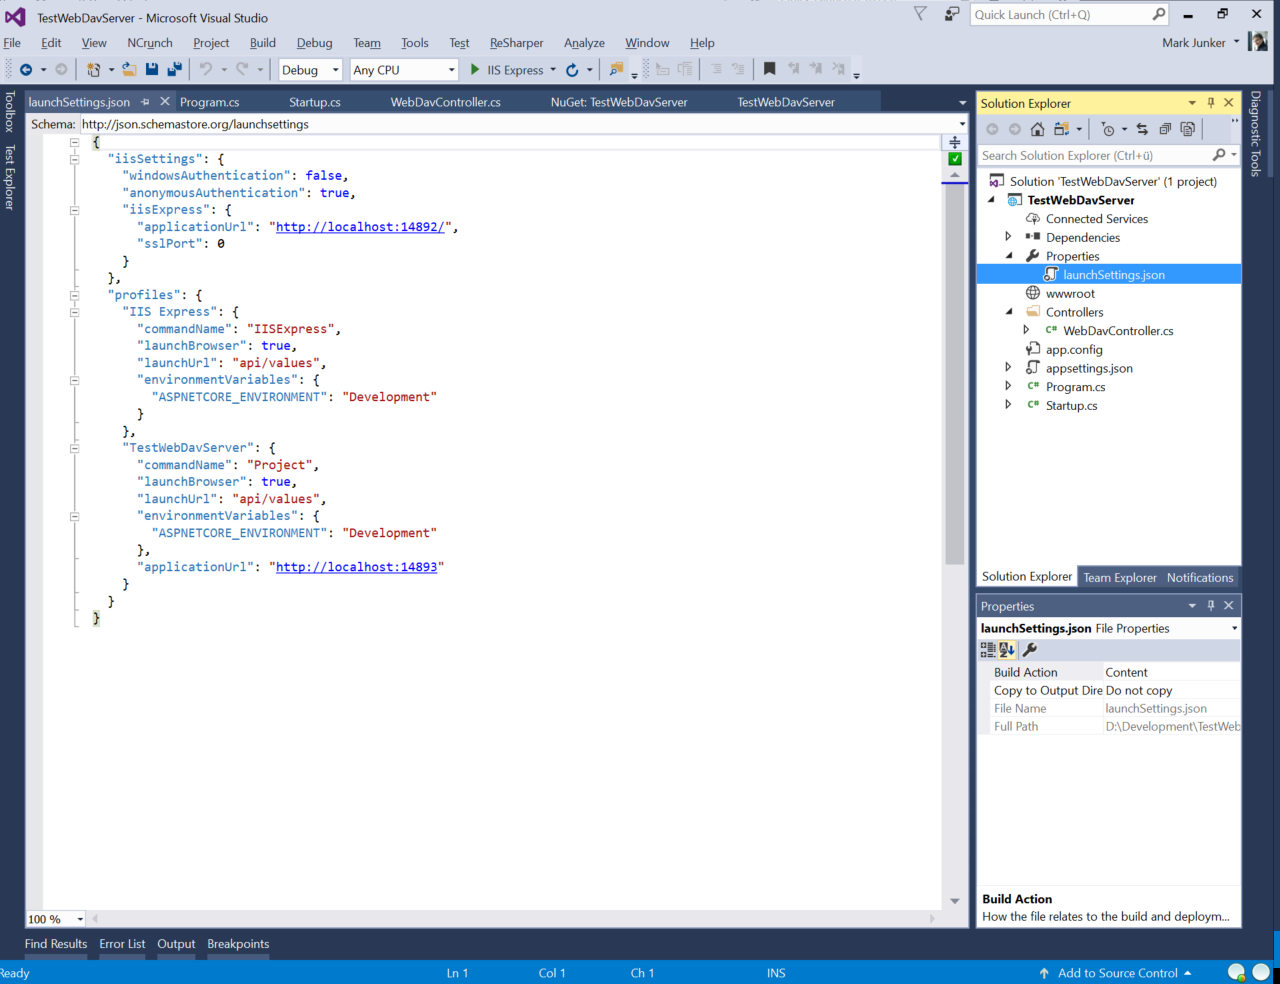 TestWebDavServer - Microsoft Visual Studio
Quick Launch (Ctrl+Q)
File Edit View NCrunch Project Build Debug Team Tools Test ReSharper Analyze Window Help
Mark Junker
Debug Any CPU IIS Express
Toolbox
Test Explorer
launchSettings.json Program.cs Startup.cs WebDavController.cs NuGet: TestWebDavServer TestWebDavServer
Schema: http://json.schemastore.org/launchsettings
{
"iisSettings": {
"windowsAuthentication": false,
"anonymousAuthentication": true,
"iisExpress": {
"applicationUrl": "http://localhost:14892/",
"sslPort": 0
}
},
"profiles": {
"IIS Express": {
"commandName": "IISExpress",
"launchBrowser": true,
"launchUrl": "api/values",
"environmentVariables": {
"ASPNETCORE_ENVIRONMENT": "Development"
}
},
"TestWebDavServer": {
"commandName": "Project",
"launchBrowser": true,
"launchUrl": "api/values",
"environmentVariables": {
"ASPNETCORE_ENVIRONMENT": "Development"
},
"applicationUrl": "http://localhost:14893"
}
}
}
100 %
Solution Explorer
Search Solution Explorer (Ctrl+ü)
Solution 'TestWebDavServer' (1 project)
TestWebDavServer
Connected Services
Dependencies
Properties
launchSettings.json
wwwroot
Controllers
C# WebDavController.cs
app.config
appsettings.json
C# Program.cs
C# Startup.cs
Solution Explorer Team Explorer Notifications
Properties
launchSettings.json File Properties
Build Action Content
Copy to Output Dire Do not copy
File Name launchSettings.json
Full Path D:\Development\TestWeb
Build Action
How the file relates to the build and deploym...
Diagnostic Tools
Find Results Error List Output Breakpoints
Ready Ln 1 Col 1 Ch 1 INS Add to Source Control